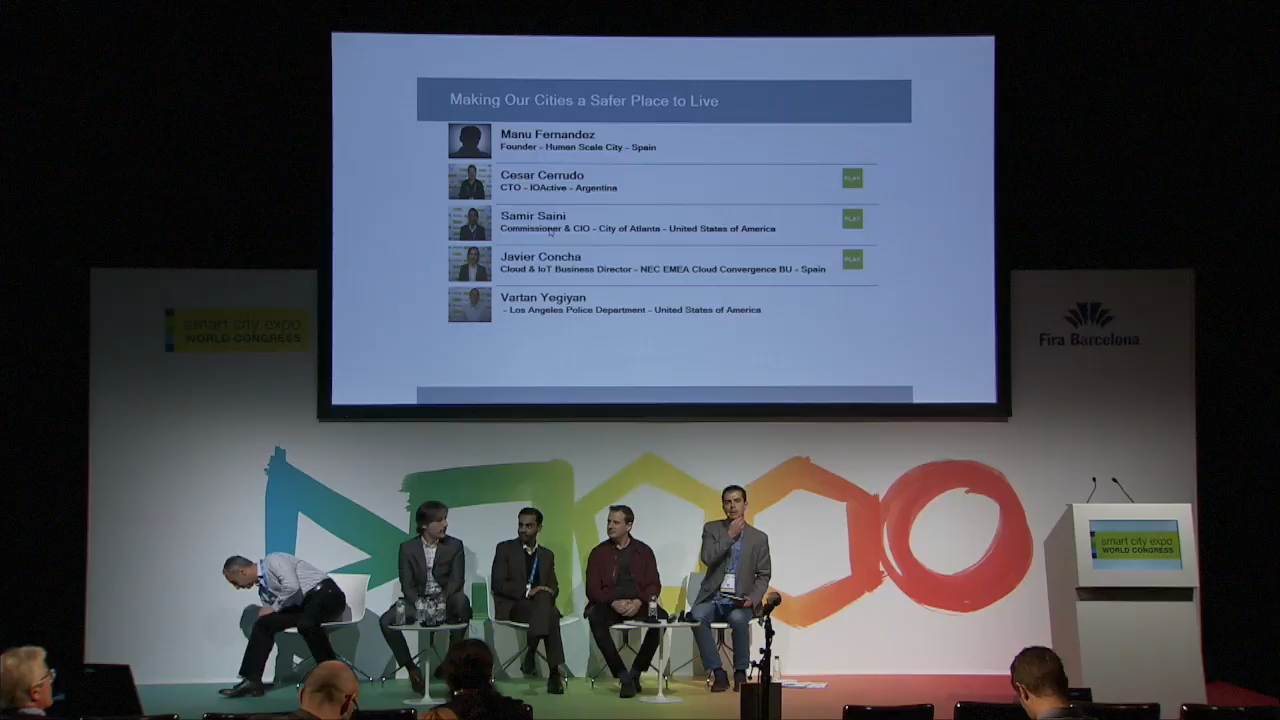 Making Our Cities a Safer Place to Live
Manu Fernandez
Founder - Human Scale City - Spain
Cesar Cerrudo
CTO - IOActive - Argentina
PLAY
Samir Saini
Commissioner & CIO - City of Atlanta - United States of America
PLAY
Javier Concha
Cloud & IoT Business Director - NEC EMEA Cloud Convergence BU - Spain
PLAY
Vartan Yegiyan
- Los Angeles Police Department - United States of America
smart city expo
WORLD CONGRESS
Fira Barcelona
smart city expo
WORLD CONGRESS